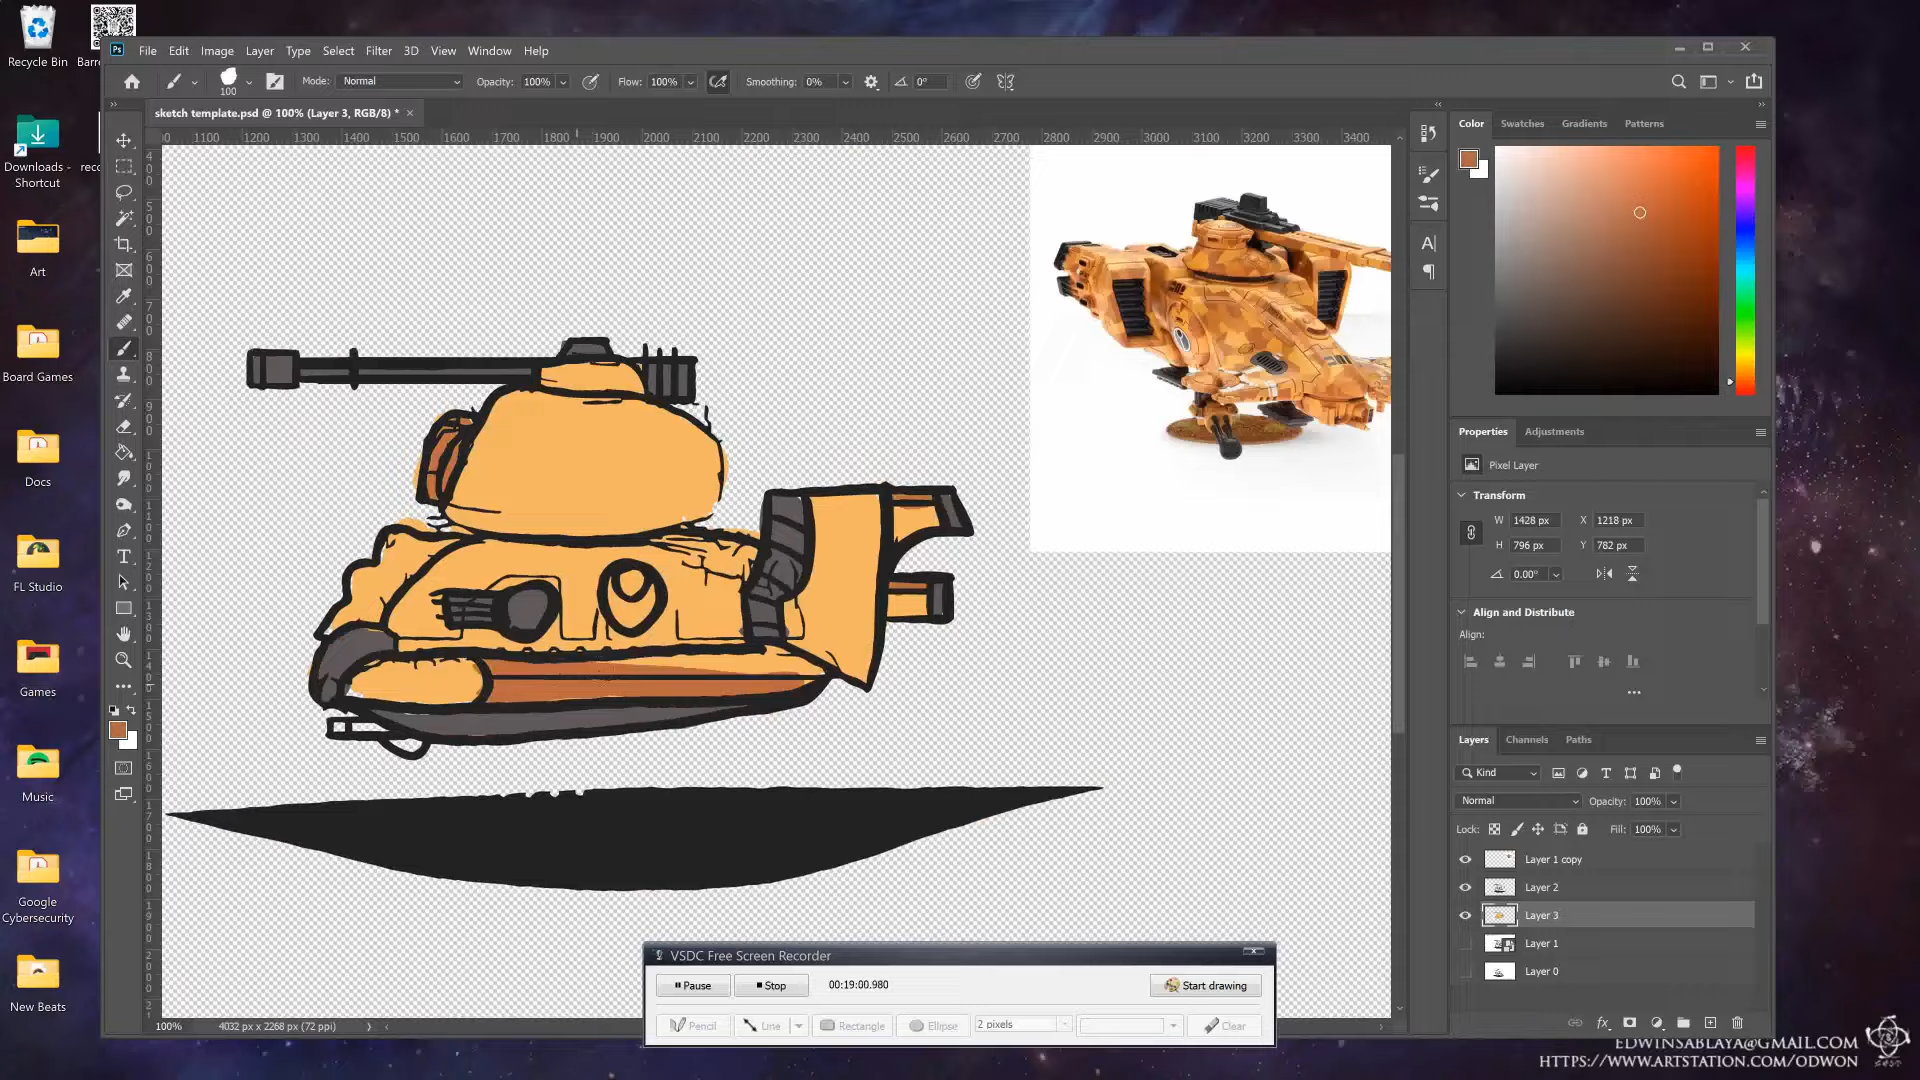 Recycle Bin
Barre
Downloads -
Shortcut
reco
Art
Board Games
Docs
FL Studio
Games
Music
Google
Cybersecurity
New Beats
Ps File Edit Image Layer Type Select Filter 3D View Window Help
100
Mode: Normal Opacity: 100% Flow: 100% Smoothing: 0% 0°
sketch template.psd @ 100% (Layer 3, RGB/8) * ×
00 1100 1200 1300 1400 1500 1600 1700 1800 1900 2000 2100 2200 2300 2400 2500 2600 2700 2800 2900 3000 3100 3200 3300 3400
Color Swatches Gradients Patterns
Properties Adjustments
Pixel Layer
Transform
W 1428 px X 1218 px
H 796 px Y 782 px
0.00°
Align and Distribute
Align:
Layers Channels Paths
Kind
Normal Opacity: 100%
Lock: Fill: 100%
Layer 1 copy
Layer 2
Layer 3
Layer 1
Layer 0
fx
VSDC Free Screen Recorder
Pause Stop 00:19:00.980 Start drawing
Pencil Line Rectangle Ellipse 2 pixels Clear
100% 4032 px x 2268 px (72 ppi)
EDWINSABLAYA@GMAIL.COM
HTTPS://WWW.ARTSTATION.COM/ODWON